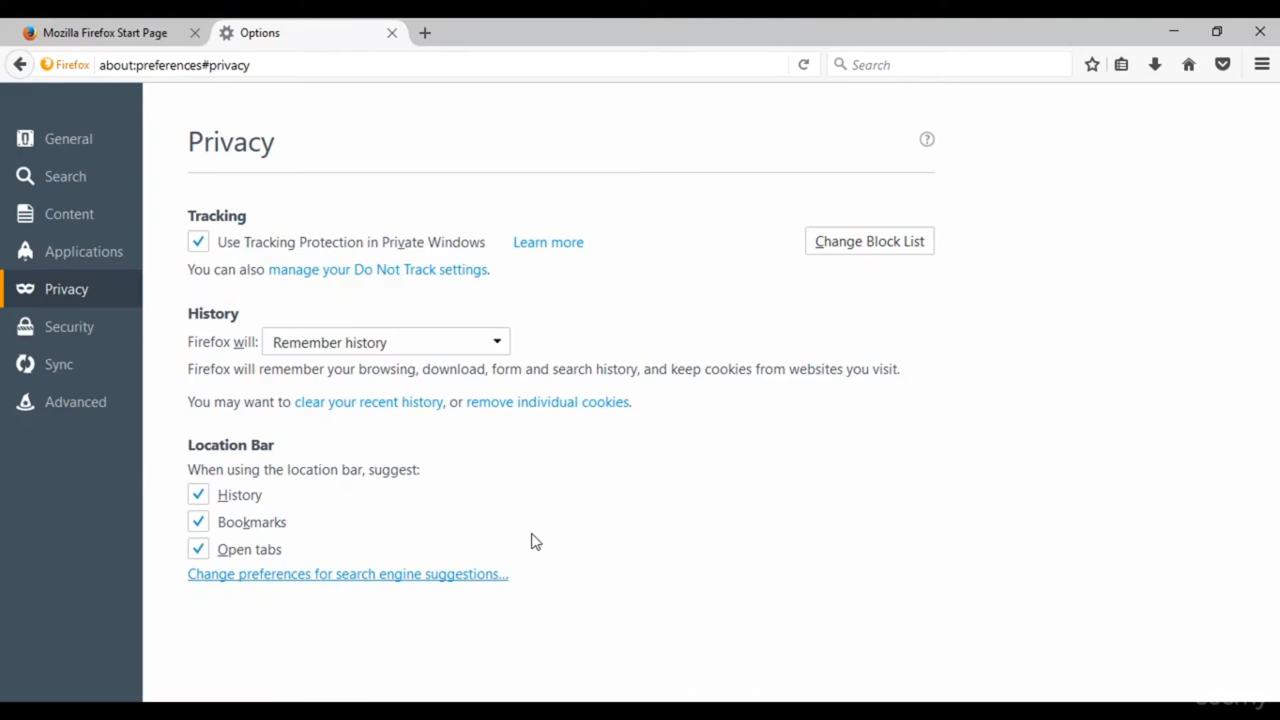 Mozilla Firefox Start Page
Options
Firefox
about:preferences#privacy
Search
General
Search
Content
Applications
Privacy
Security
Sync
Advanced
Privacy
Tracking
Use Tracking Protection in Private Windows Learn more
Change Block List
You can also manage your Do Not Track settings.
History
Firefox will: Remember history
Firefox will remember your browsing, download, form and search history, and keep cookies from websites you visit.
You may want to clear your recent history, or remove individual cookies.
Location Bar
When using the location bar, suggest:
History
Bookmarks
Open tabs
Change preferences for search engine suggestions...